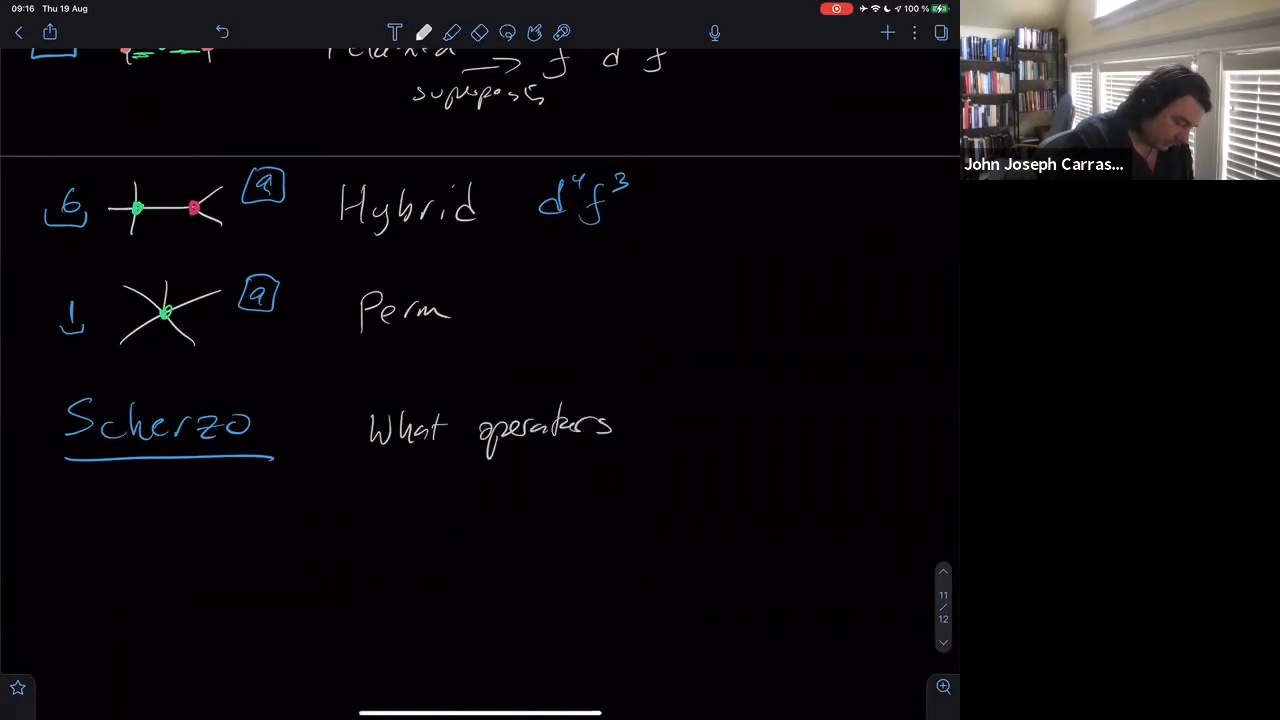 09:16 Thu 19 Aug
100 %
T
superposits
6 a Hybrid d⁴f³
1 a Perm
Scherzo What operators
11
/
12
John Joseph Carras...